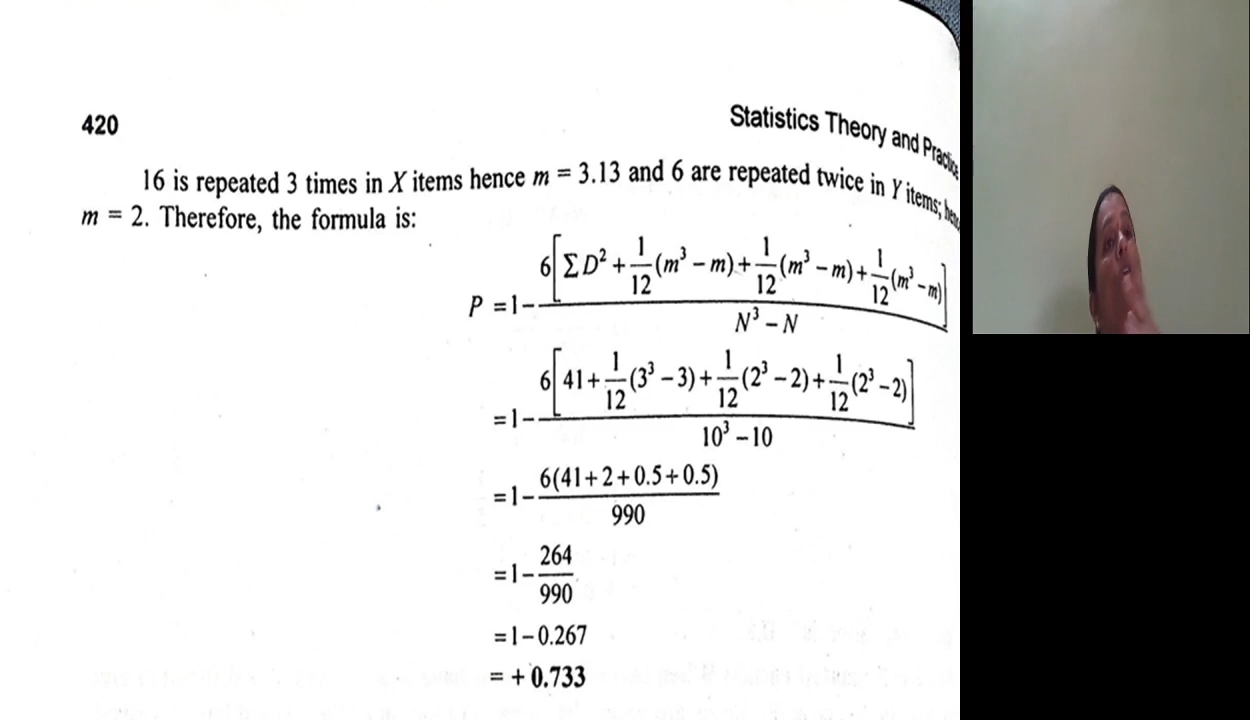 420
Statistics Theory and Practice
16 is repeated 3 times in X items hence m = 3.13 and 6 are repeated twice in Y items; hence
m = 2. Therefore, the formula is:
P = 1 - 6[ΣD² + 1/12 (m³ - m) + 1/12 (m³ - m) + 1/12 (m³ - m)] / N³ - N
= 1 - 6[41 + 1/12 (3³ - 3) + 1/12 (2³ - 2) + 1/12 (2³ - 2)] / 10³ - 10
= 1 - 6(41 + 2 + 0.5 + 0.5) / 990
= 1 - 264 / 990
= 1 - 0.267
= + 0.733